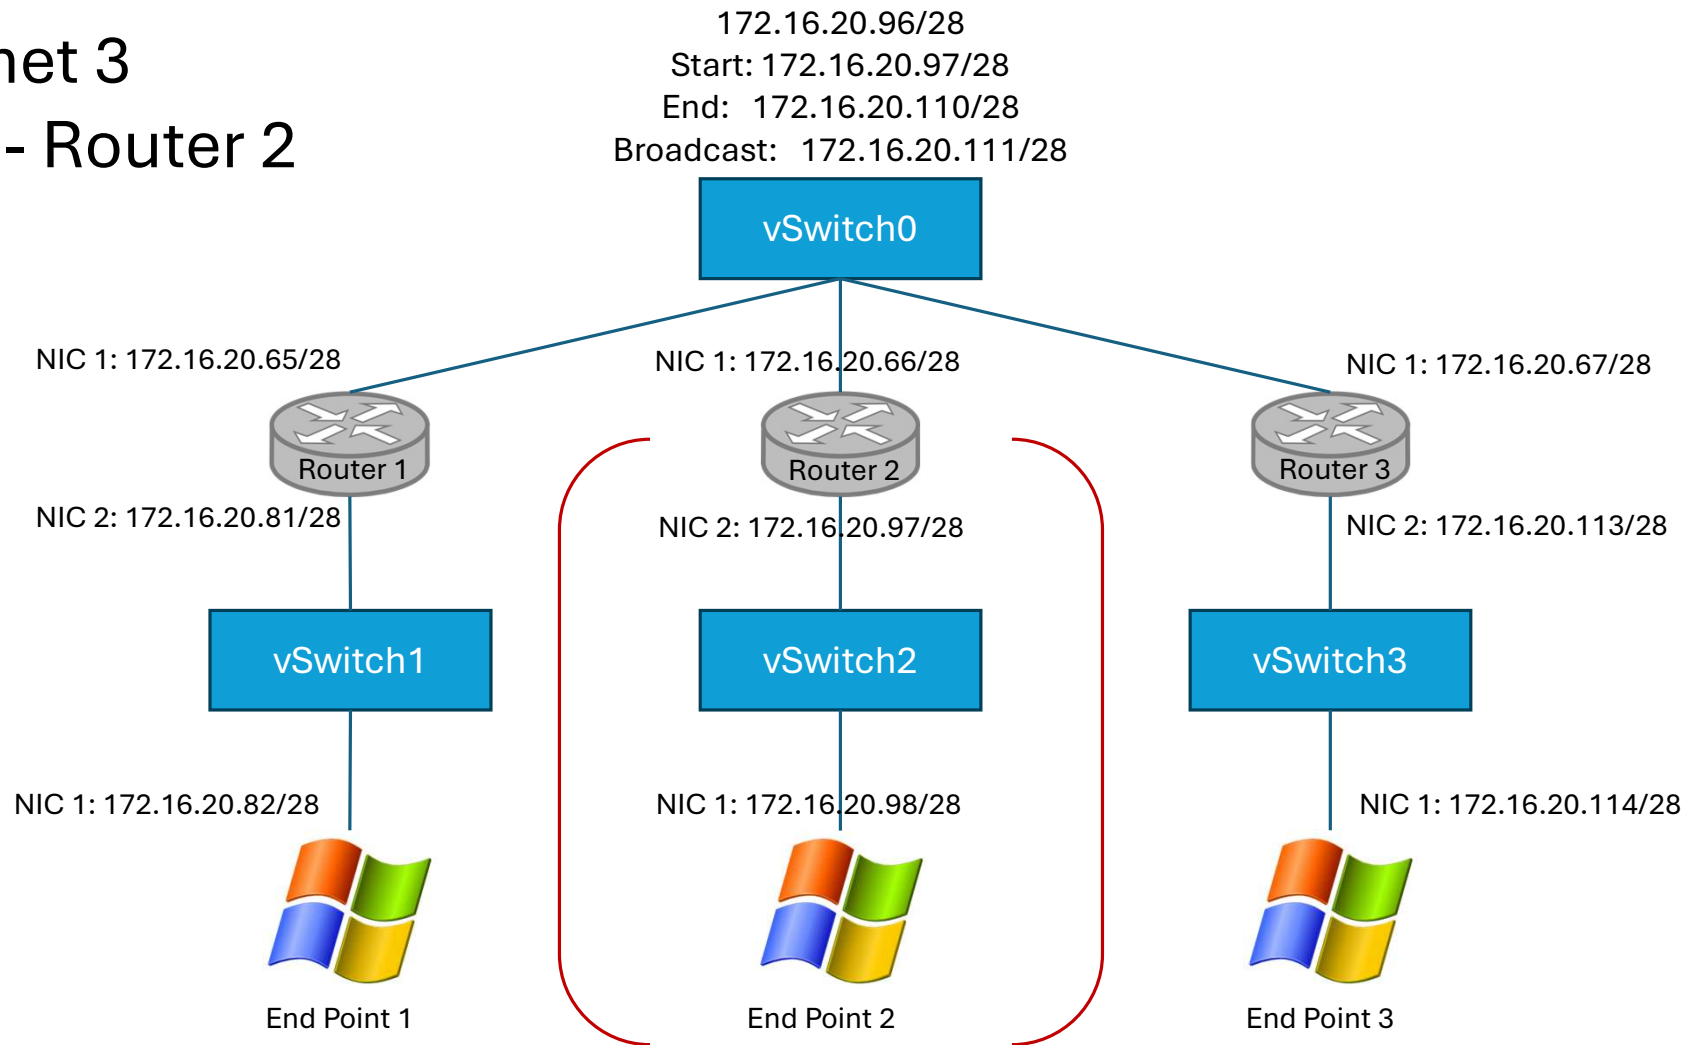 net 3
- Router 2
172.16.20.96/28
Start: 172.16.20.97/28
End: 172.16.20.110/28
Broadcast: 172.16.20.111/28
vSwitch0
NIC 1: 172.16.20.65/28
NIC 1: 172.16.20.66/28
NIC 1: 172.16.20.67/28
Router 1
Router 2
Router 3
NIC 2: 172.16.20.81/28
NIC 2: 172.16.20.97/28
NIC 2: 172.16.20.113/28
vSwitch1
vSwitch2
vSwitch3
NIC 1: 172.16.20.82/28
NIC 1: 172.16.20.98/28
NIC 1: 172.16.20.114/28
End Point 1
End Point 2
End Point 3